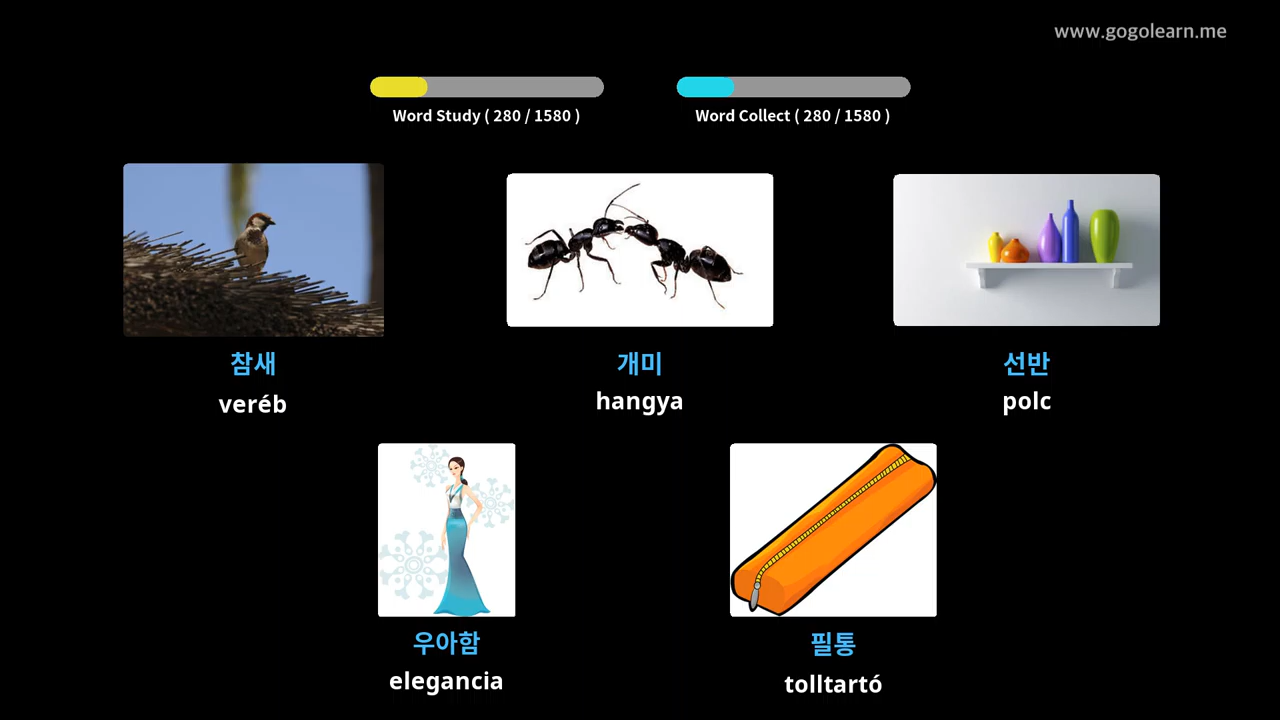 www.gogolearn.me
Word Study ( 280 / 1580 )
Word Collect ( 280 / 1580 )
참새
veréb
개미
hangya
선반
polc
우아함
elegancia
필통
tolltartó